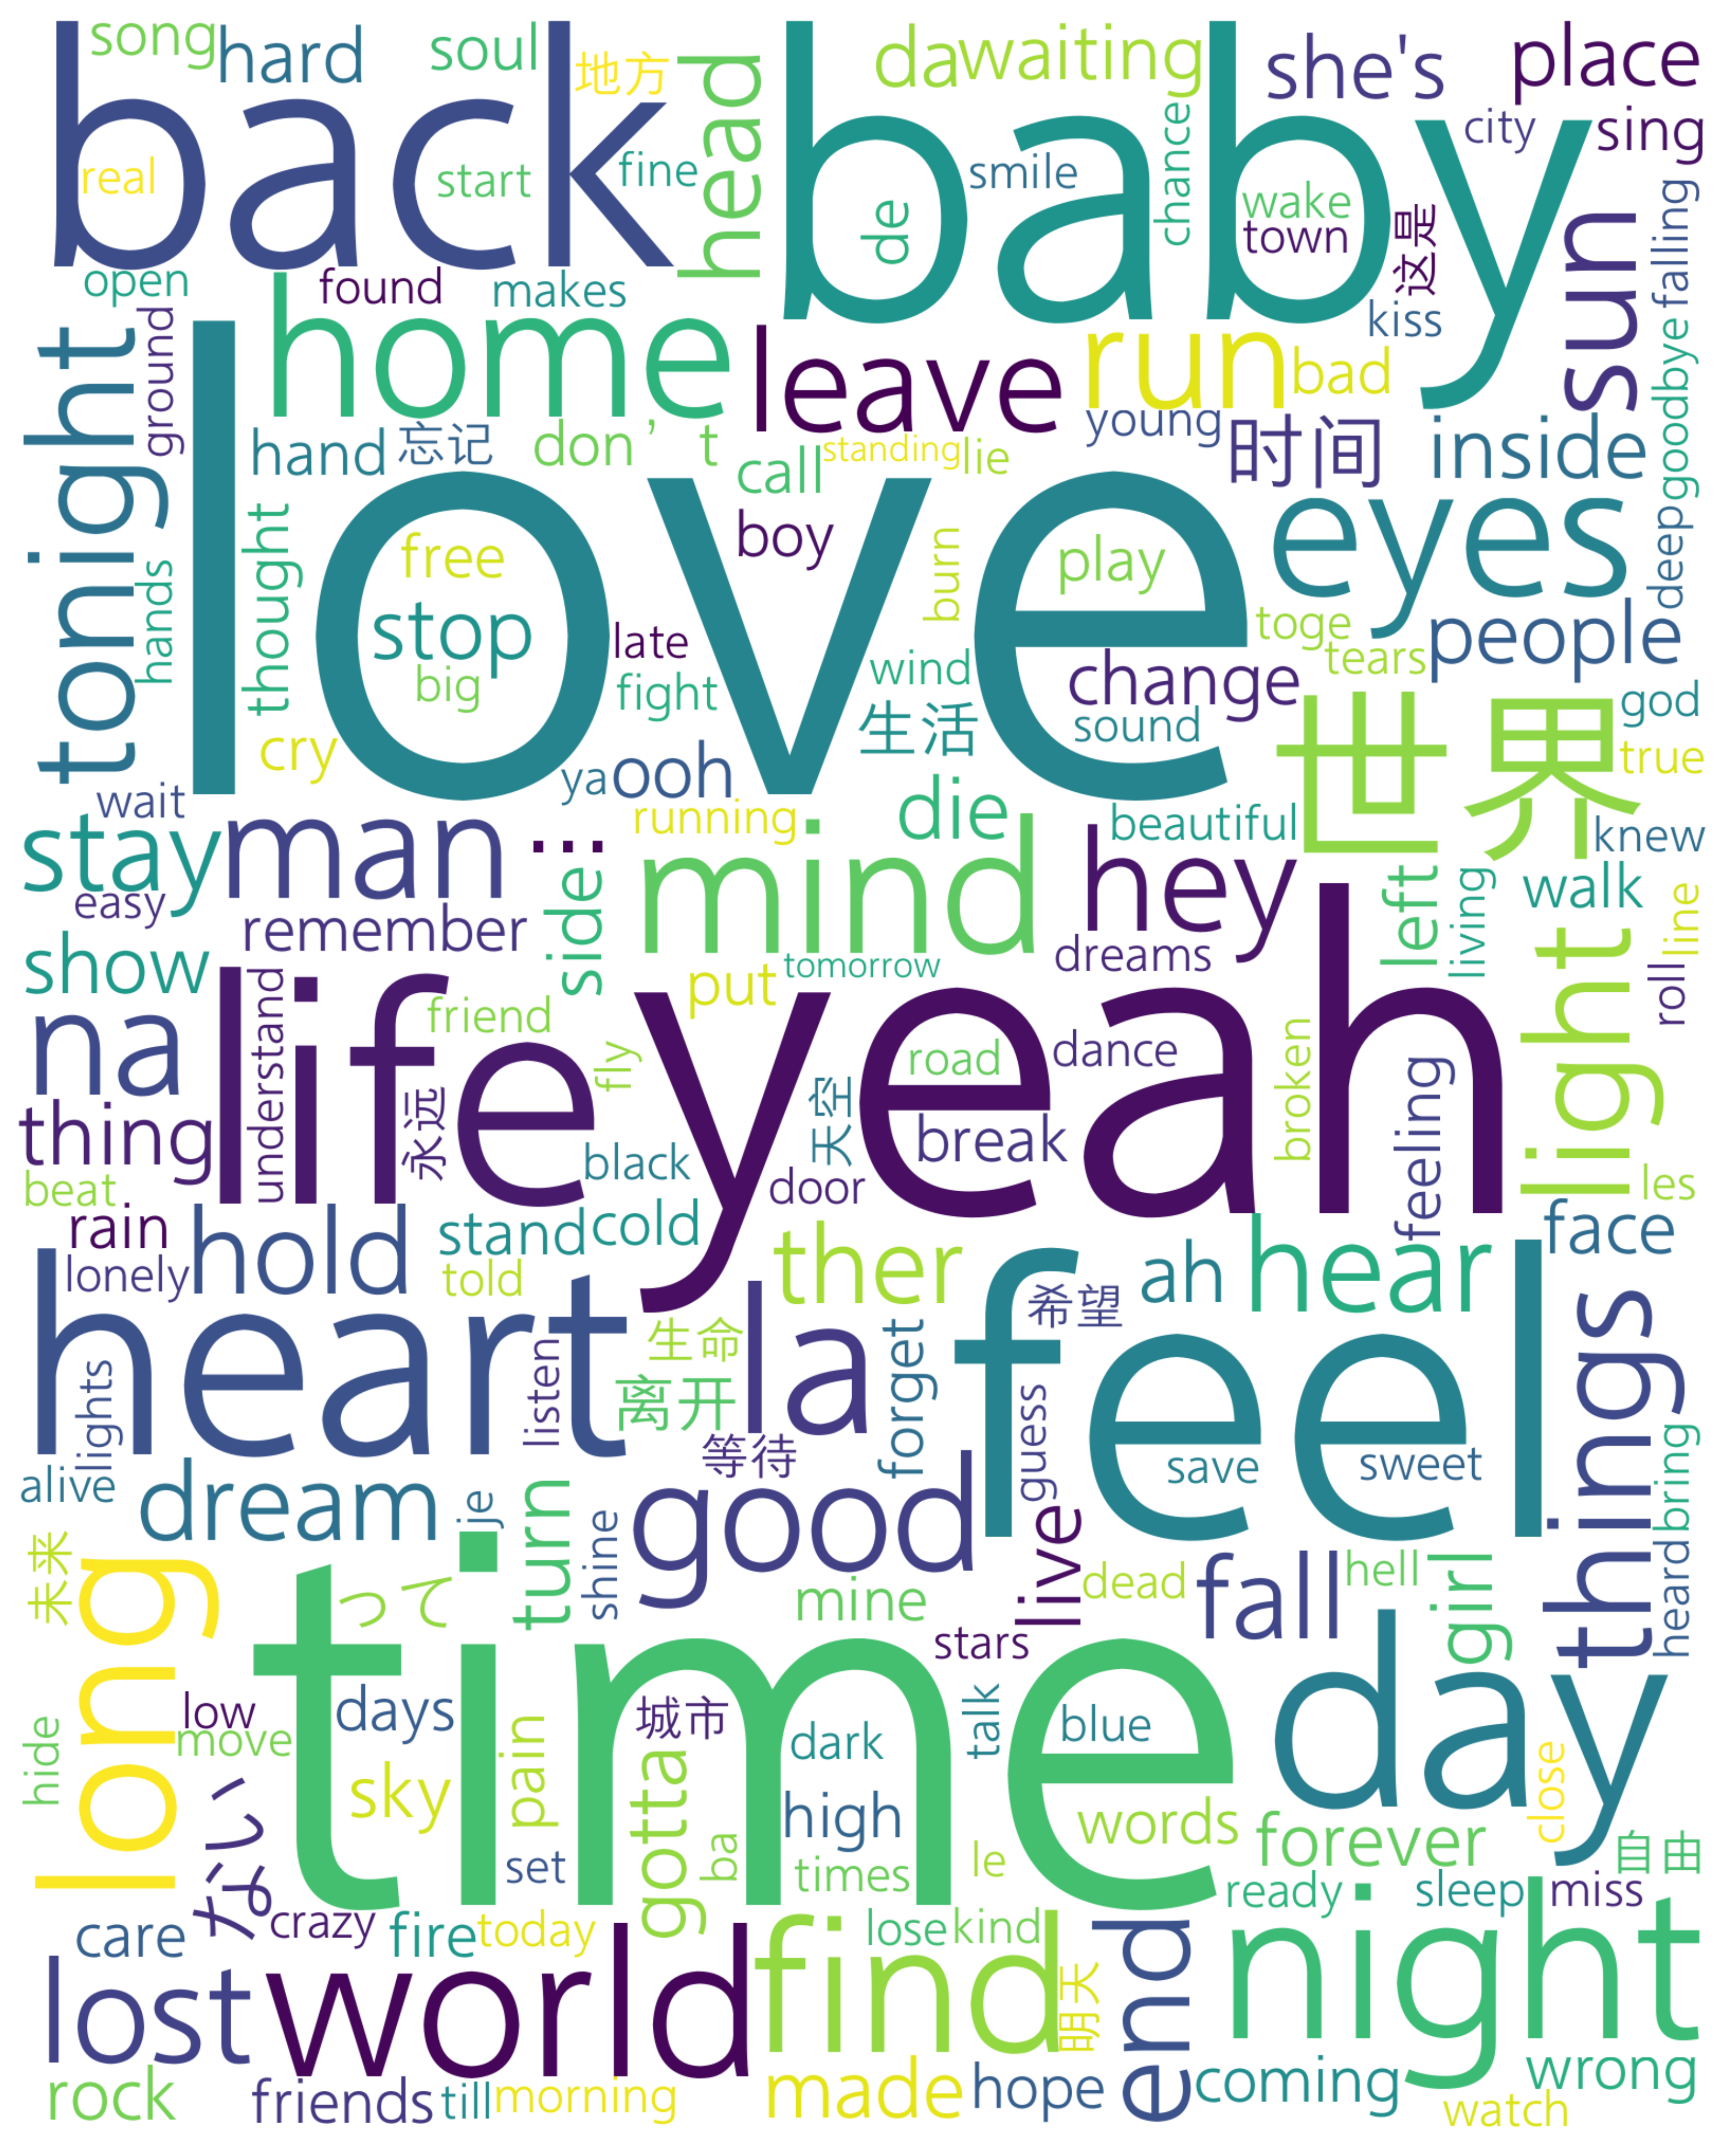 song
hard
soul
地方
head
da
waiting
she's
place
back
baby
city
sing
real
start
fine
smile
chance
wake
town
de
这是
sun
falling
open
found
makes
kiss
tonight
ground
home
leave
run
bad
goodbye
young
hand
忘记
don’t
call
standing
lie
时间
inside
love
eyes
boy
free
play
burn
deep
hands
thought
stop
late
toge
people
tears
big
fight
wind
change
god
生活
sound
世界
true
cry
ya
ooh
wait
running
die
beautiful
knew
stay
man
...
mind
hey
left
walk
easy
side
living
line
remember
show
put
tomorrow
dreams
light
roll
life
yeah
na
understand
friend
fly
road
dance
broken
feeling
永远
天空
thing
break
black
door
beat
les
rain
hold
stand
cold
face
lonely
told
ther
ah
hear
heart
feel
希望
things
生命
la
forget
listen
离开
lights
guess
等待
save
sweet
bring
alive
dream
je
turn
good
shine
live
未来
long
って
mine
dead
fall
hell
girl
heard
time
stars
day
low
days
城市
talk
blue
hide
move
pain
dark
close
sky
gotta
high
words
ない
forever
set
ba
times
le
自由
ready
sleep
miss
care
crazy
fire
today
lose
kind
end
night
lost
world
find
明天
rock
friends
till
morning
made
hope
coming
wrong
watch